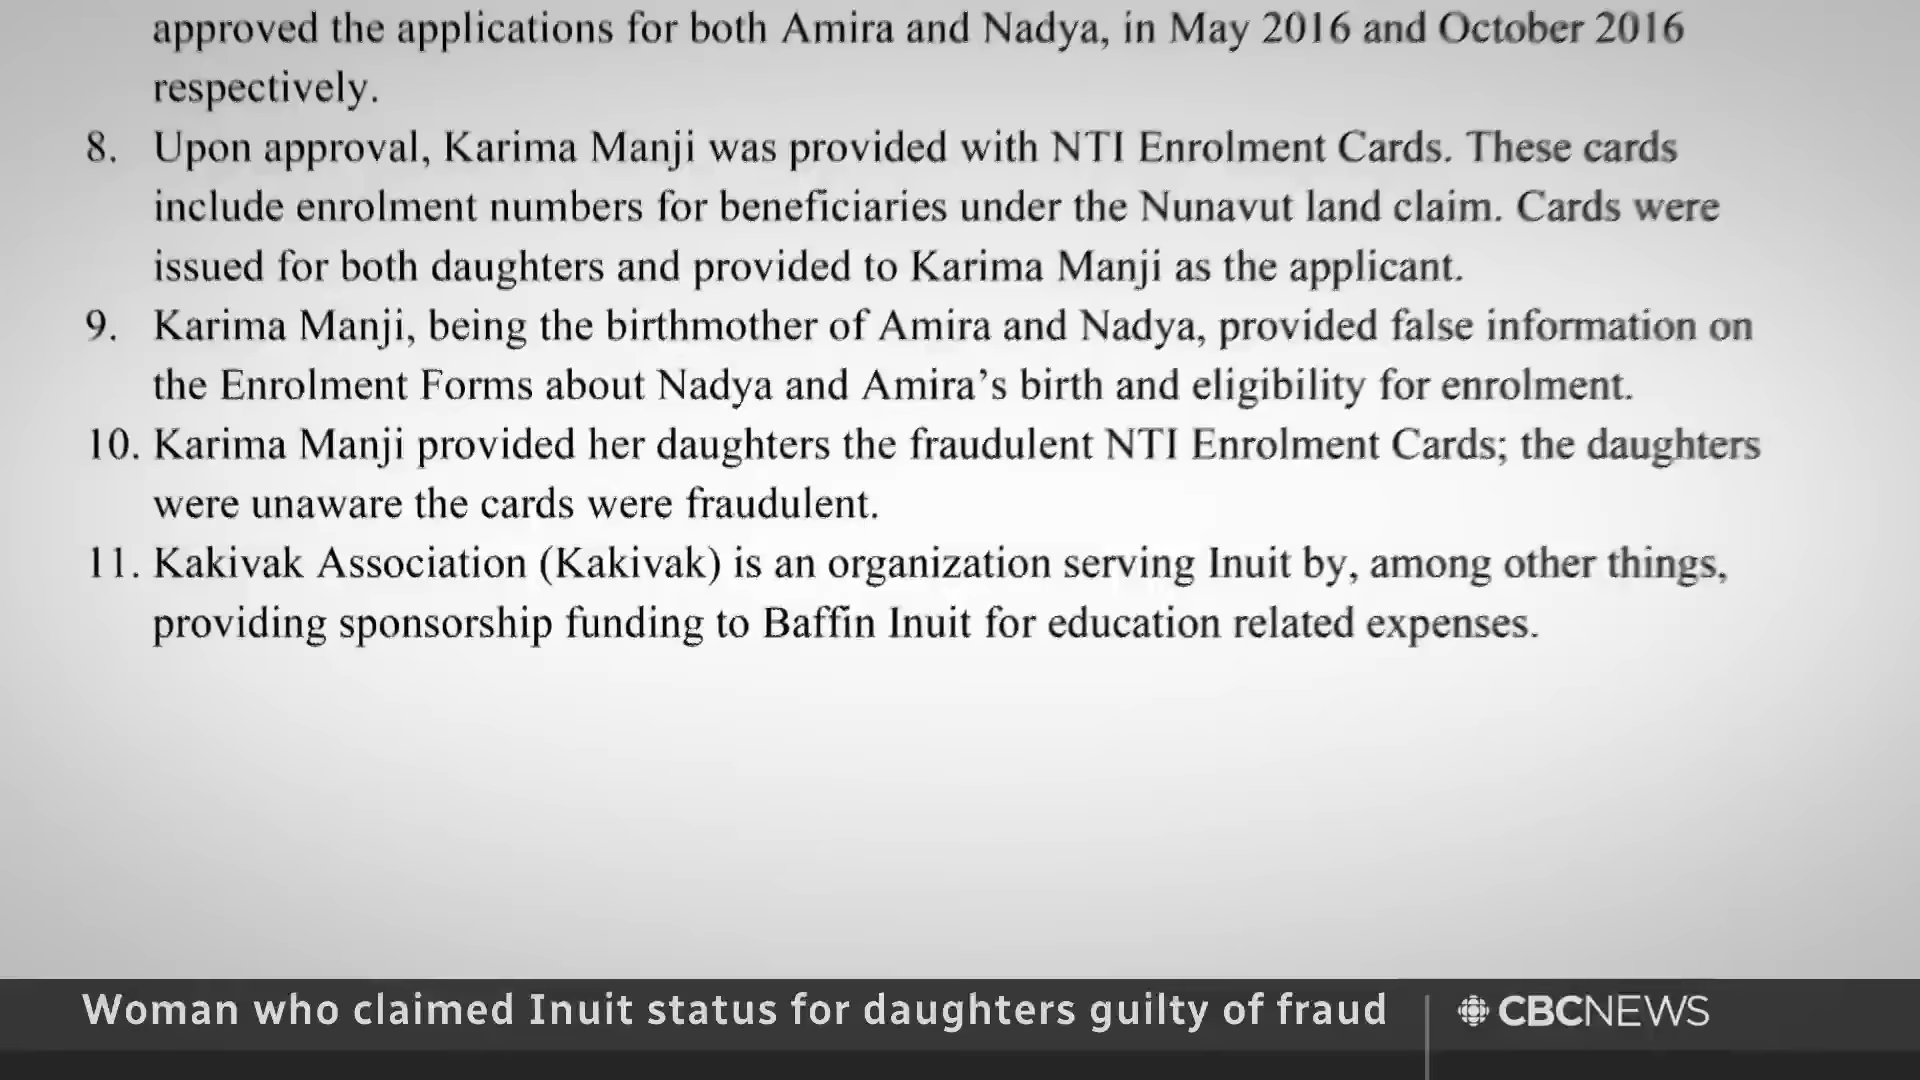 approved the applications for both Amira and Nadya, in May 2016 and October 2016
respectively.
8. Upon approval, Karima Manji was provided with NTI Enrolment Cards. These cards
include enrolment numbers for beneficiaries under the Nunavut land claim. Cards were
issued for both daughters and provided to Karima Manji as the applicant.
9. Karima Manji, being the birthmother of Amira and Nadya, provided false information on
the Enrolment Forms about Nadya and Amira’s birth and eligibility for enrolment.
10. Karima Manji provided her daughters the fraudulent NTI Enrolment Cards; the daughters
were unaware the cards were fraudulent.
11. Kakivak Association (Kakivak) is an organization serving Inuit by, among other things,
providing sponsorship funding to Baffin Inuit for education related expenses.
Woman who claimed Inuit status for daughters guilty of fraud
CBCNEWS